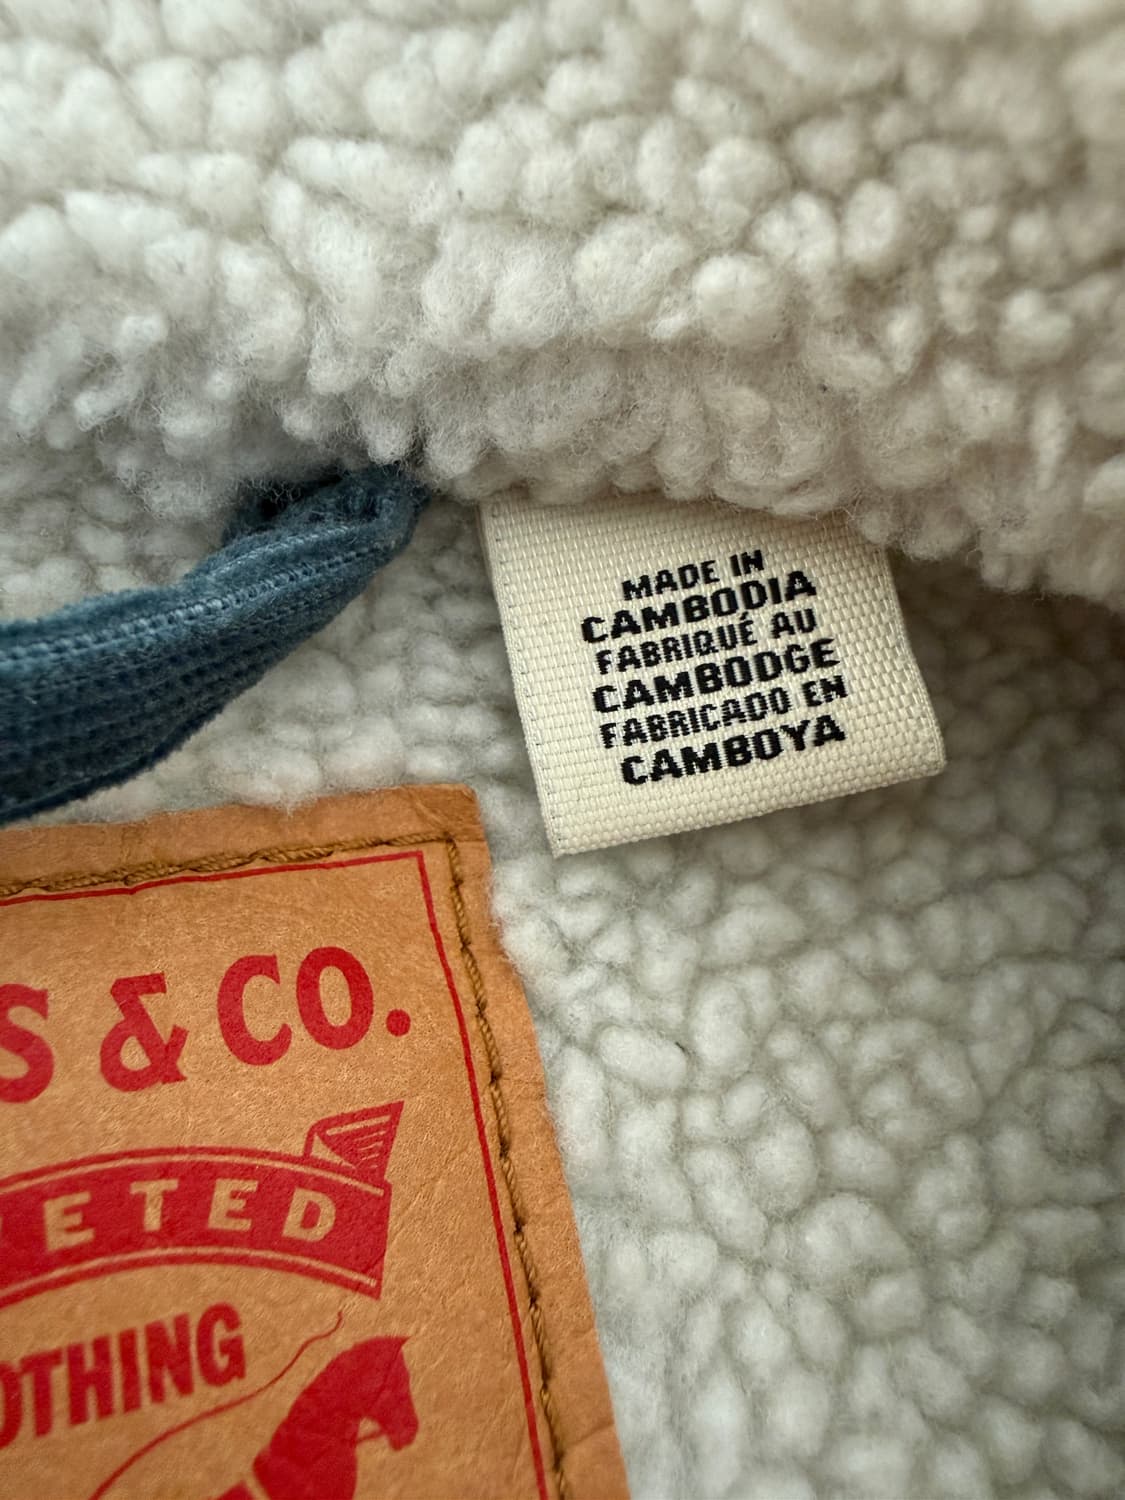 MADE IN
CAMBODIA
FABRIQUÉ AU
CAMBODGE
FABRICADO EN
CAMBOYA
S & CO.
ETED
OTHING